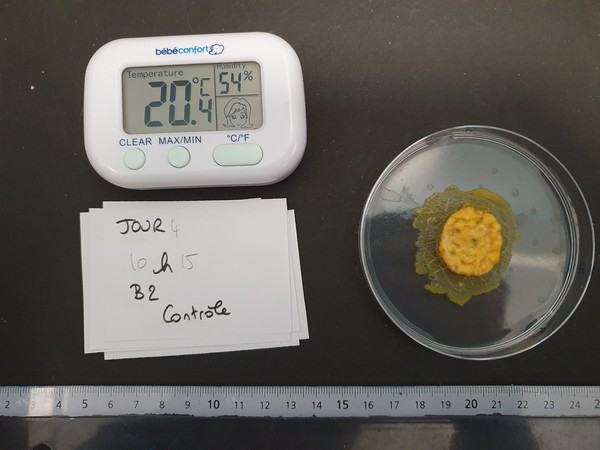 bébéconfort
Temperature
Humidity
20.4°C
54%
CLEAR MAX/MIN °C/°F
JOUR 4
10 h 15
B2
Contrôle
2 3 4 5 6 7 8 9 10 11 12 13 14 15 16 17 18 19 20 21 22 23 24